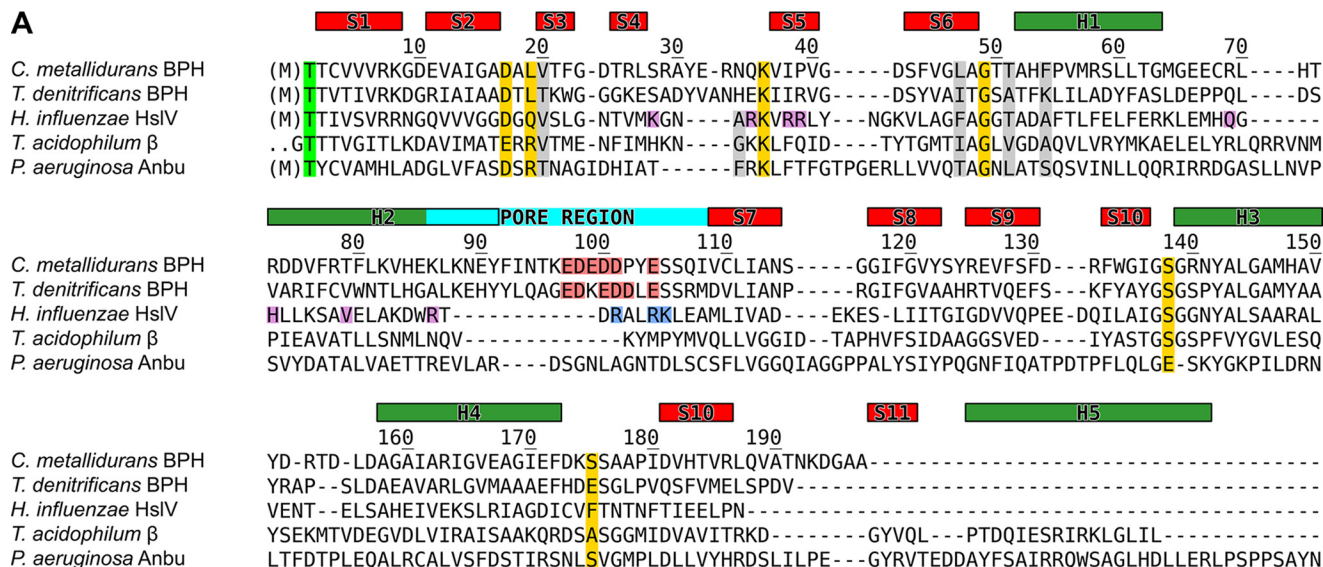 A
S1 S2 S3 S4 S5 S6 H1
10 20 30 40 50 60 70
C. metallidurans BPH (M)TTCVVVRKGDEVAIGADALVTFG-DTRLSRAYE-RNQKVIPVG-----DSFVGLAGTTAHFPVMRSLLTGMGEECRL----HT
T. denitrificans BPH (M)TTVTIVRKDGRIAIAADTLTKWG-GGKESADYVANHEKIIRVG-----DSYVAITGSATFKLILADYFASLDEPPQL----DS
H. influenzae HslV (M)TTIVSVRRNGQVVVGGDGQVSLG-NTVMKGN---ARKVRRLY---NGKVLAGFAGGTADAFTLFELFERKLEMHQG-------
T. acidophilum β ..GTTTVGITLKDAVIMATERRVTME-NFIMHKN---GKKLFQID----TYTGMTIAGLVGDAQVLVRYMKAELELYRLQRRVNM
P. aeruginosa Anbu (M)TYCVAMHLADGLVFASDSRTNAGIDHIAT------FRKLFTFGTPGERLLVVQTAGNLATSQSVINLLQQRIRRDGASLLNVP
H2 PORE REGION S7 S8 S9 S10 H3
80 90 100 110 120 130 140 150
C. metallidurans BPH RDDVFRTFLKVHEKLKNEYFINTKEDEDDPYESSQIVCLIANS------GGIFGVYSYREVFSFD---RFWGIGSGRNYALGAMHAV
T. denitrificans BPH VARIFCVWNTLHGALKEHYYLQAGEDKEDDLESSRMDVLIANP------RGIFGVAAHRTVQEFS---KFYAYGSGSPYALGAMYAA
H. influenzae HslV HLLKSAVELAKDWRT------------DRALRKLEAMLIVAD----EKES-LIITGIGDVVQPEE--DQILAIGSGGNYALSAARAL
T. acidophilum β PIEAVATLLSNMLNQV-------------KYMPYMVQLLVGGID---TAPHVFSIDAAGGSVED----IYASTGSGSPFVYGVLESQ
P. aeruginosa Anbu SVYDATALVAETTREVLAR----DSGNLAGNTDLSCSFLVGGQIAGGPPALYSIYPQGNFIQATPDTPFLQLGE-SKYGKPILDRN
H4 S10 S11 H5
160 170 180 190
C. metallidurans BPH YD-RTD-LDAGAIARIGVEAGIEFDKSSAAPIDVHTVRLQVATNKDGAA-------------------------------------
T. denitrificans BPH YRAP---SLDAEAVARLGVMAAAEFHDESGLPVQSFVMELSPDV-------------------------------------------
H. influenzae HslV VENT---ELSAHEIVEKSLRIAGDICVFTNTNFTIEELPN-----------------------------------------------
T. acidophilum β YSEKMTVDEGVDLVIRAISAAKQRDSASGGMIDVAVITRKD--------GYVQL---PTDQIESRIRKLGLIL-------------
P. aeruginosa Anbu LTFDTPLEQALRCALVSFDSTIRSNLSVGMPLDLLVYHRDSLILPE---GYRVTEDDAYFSAIRRQWSAGLHDLLERLPSPPSAYN